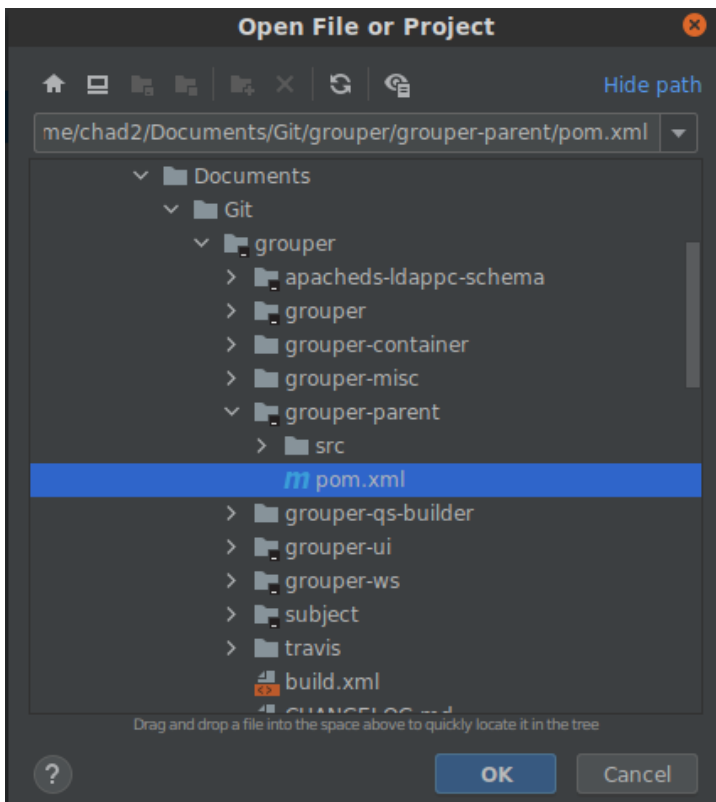 Open File or Project
Hide path
me/chad2/Documents/Git/grouper/grouper-parent/pom.xml
Documents
Git
grouper
apacheds-ldappc-schema
grouper
grouper-container
grouper-misc
grouper-parent
src
m pom.xml
grouper-qs-builder
grouper-ui
grouper-ws
subject
travis
build.xml
CHANGELOG.md
Drag and drop a file into the space above to quickly locate it in the tree
? OK Cancel